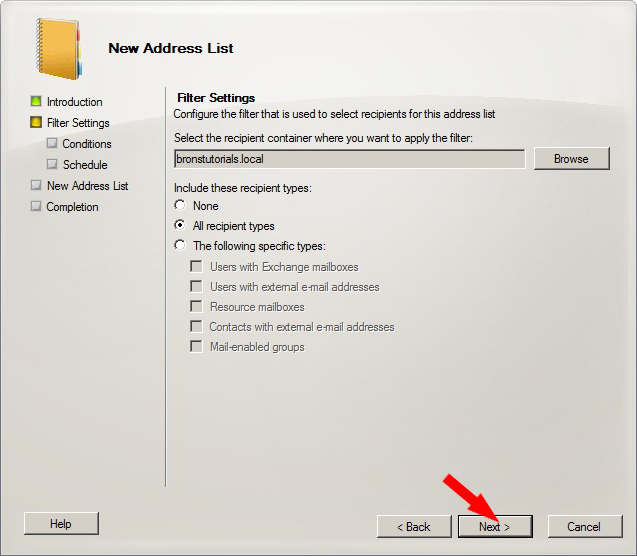 New Address List
Introduction
Filter Settings
Conditions
Schedule
New Address List
Completion
Filter Settings
Configure the filter that is used to select recipients for this address list
Select the recipient container where you want to apply the filter:
bronstutorials.local
Browse
Include these recipient types:
None
All recipient types
The following specific types:
Users with Exchange mailboxes
Users with external e-mail addresses
Resource mailboxes
Contacts with external e-mail addresses
Mail-enabled groups
Help
< Back
Next >
Cancel